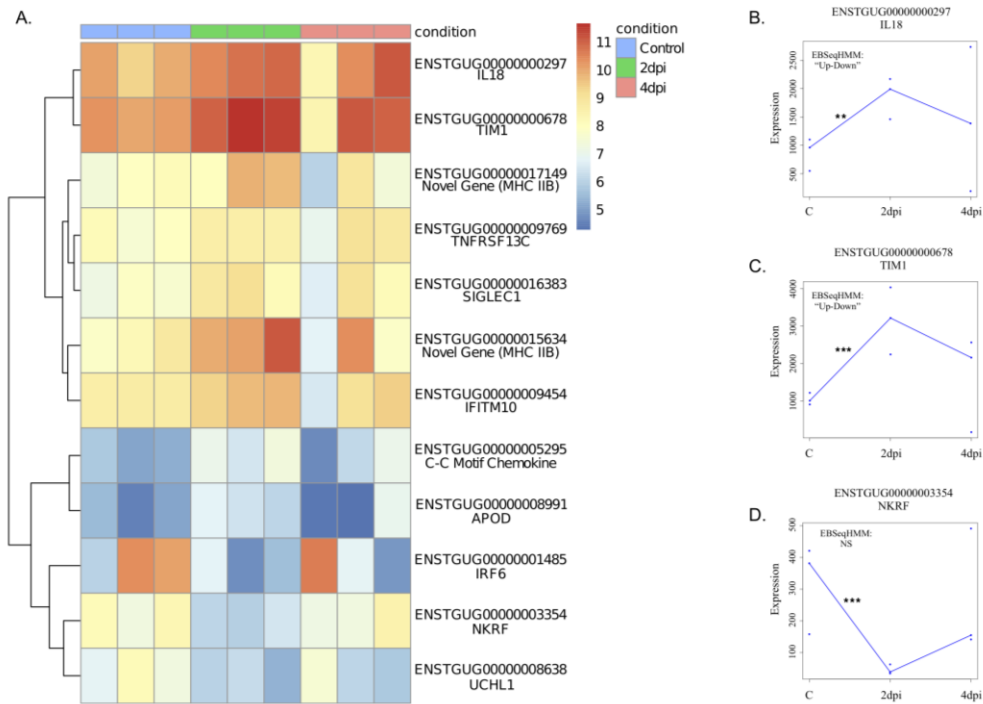 A.
condition
ENSTGUG00000000297
IL18
ENSTGUG00000000678
TIM1
ENSTGUG00000017149
Novel Gene (MHC IIB)
ENSTGUG00000009769
TNFRSF13C
ENSTGUG00000016383
SIGLEC1
ENSTGUG00000015634
Novel Gene (MHC IIB)
ENSTGUG00000009454
IFITM10
ENSTGUG00000005295
C-C Motif Chemokine
ENSTGUG00000008991
APOD
ENSTGUG00000001485
IRF6
ENSTGUG00000003354
NKRF
ENSTGUG00000008638
UCHL1
11
10
9
8
7
6
5
condition
Control
2dpi
4dpi
B.
ENSTGUG00000000297
IL18
EBSeqHMM:
“Up-Down”
**
Expression
2500
2000
1500
1000
500
C
2dpi
4dpi
C.
ENSTGUG00000000678
TIM1
EBSeqHMM:
“Up-Down”
***
Expression
4000
3000
2000
1000
C
2dpi
4dpi
D.
ENSTGUG00000003354
NKRF
EBSeqHMM:
NS
***
Expression
500
400
300
200
100
C
2dpi
4dpi